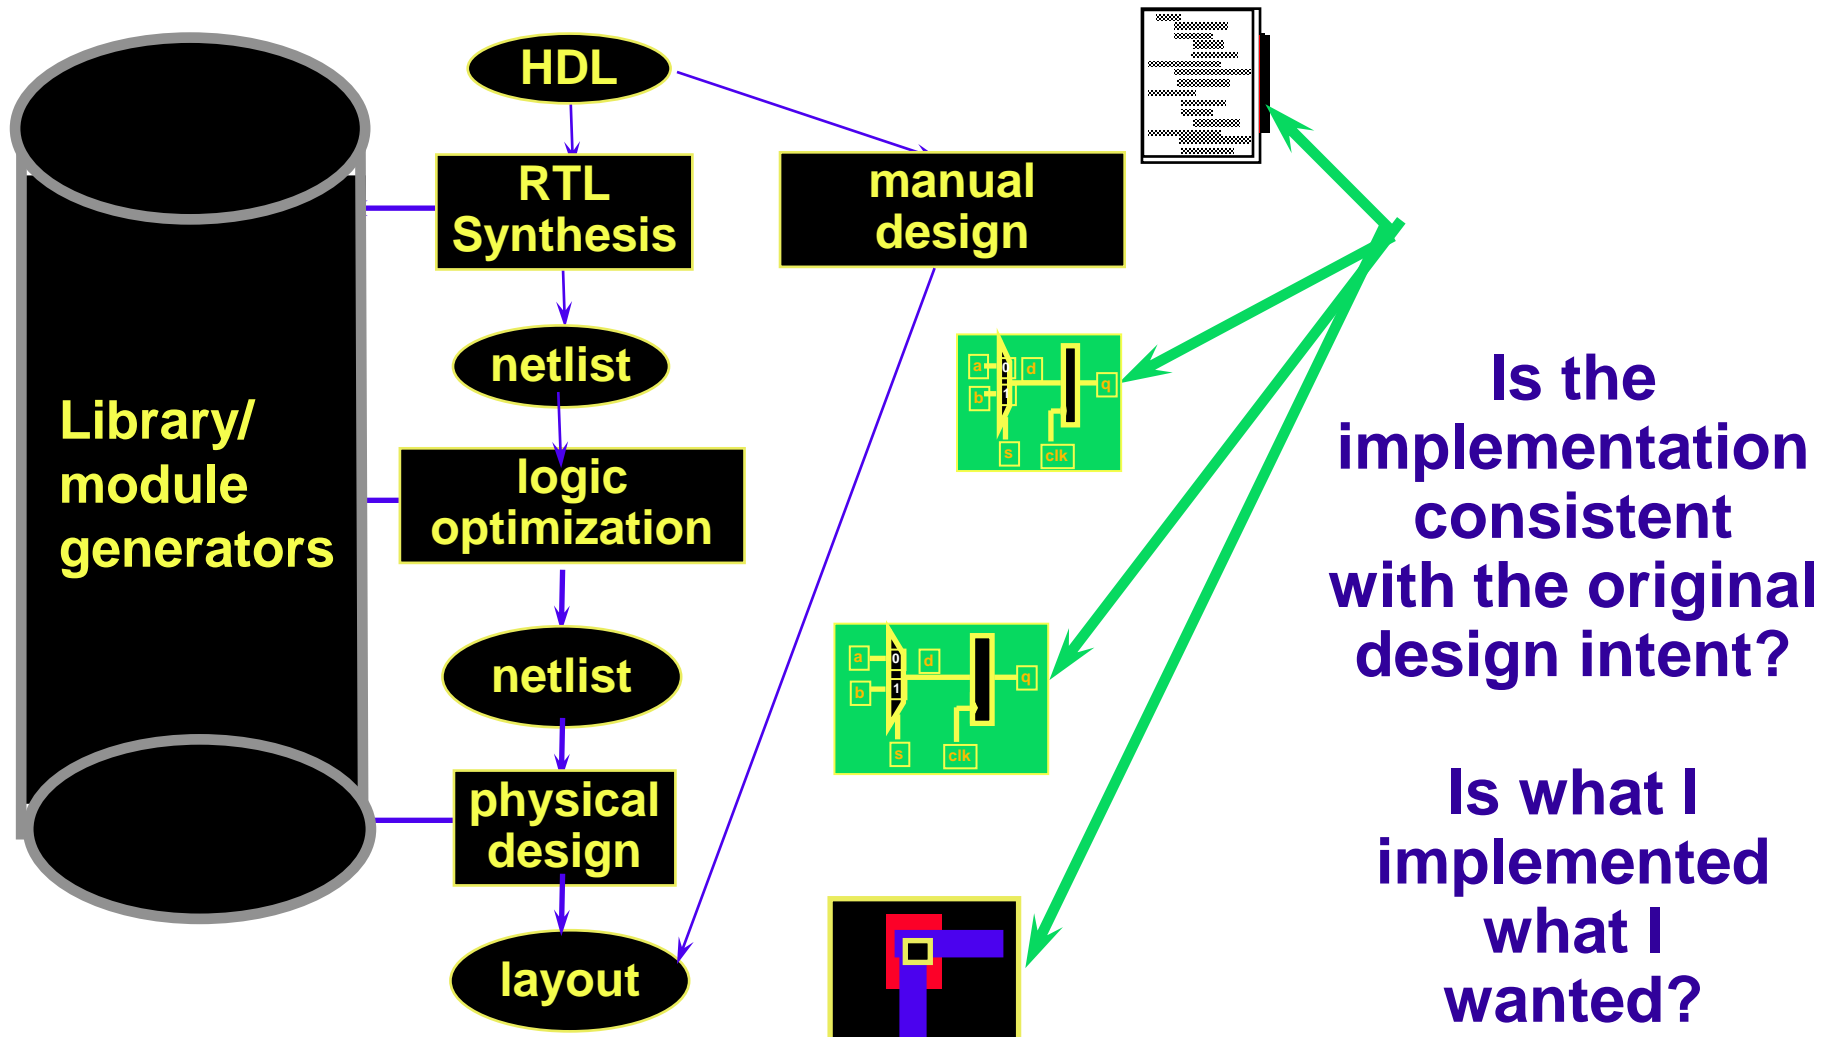 HDL
RTL
Synthesis
manual
design
netlist
Library/
module
generators
logic
optimization
netlist
physical
design
layout
a
0
d
b
1
q
s
clk
a
0
d
b
1
q
s
clk
Is the
implementation
consistent
with the original
design intent?
Is what I
implemented
what I
wanted?